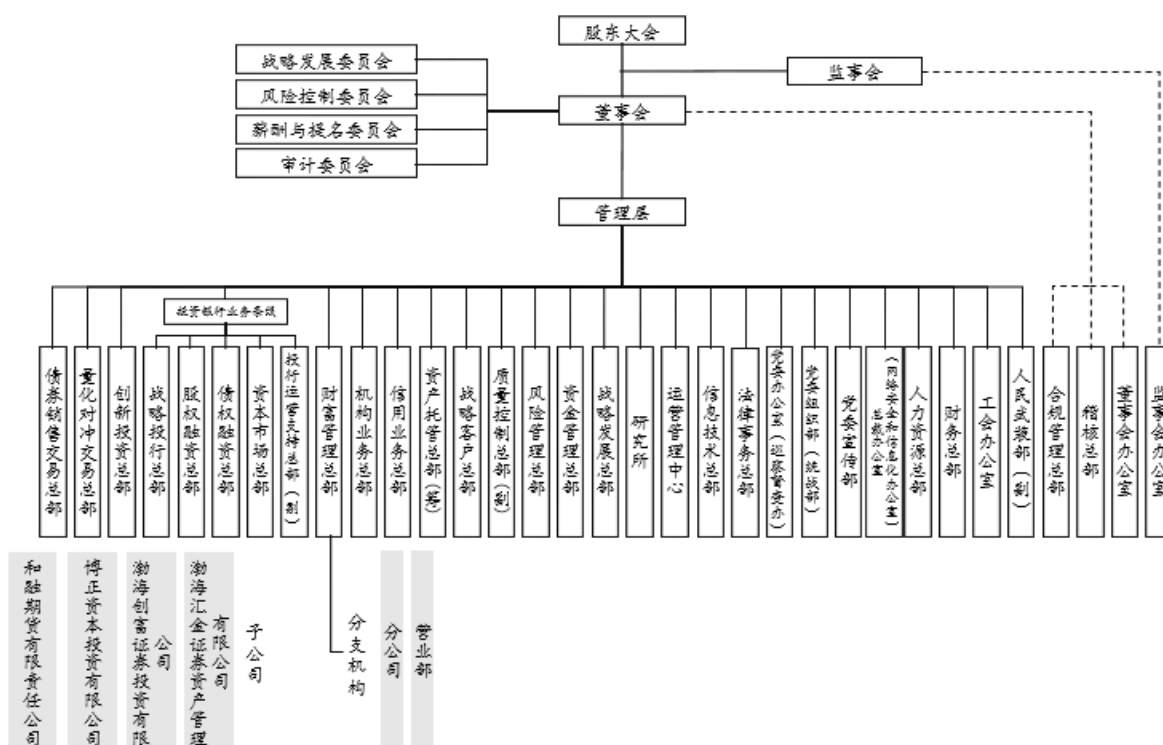 股东大会
战略发展委员会
监事会
风险控制委员会
董事会
薪酬与提名委员会
审计委员会
管理层
投资银行业务条线
债券销售交易总部
量化对冲交易总部
创新投资总部
战略投行总部
股权融资总部
债权融资总部
资本市场总部
投行运营支持总部（副）
财富管理总部
机构业务总部
信用业务总部
资产托管总部（筹）
战略客户总部
质量控制总部（副）
风险管理总部
资金管理总部
战略发展总部
研究所
运营管理中心
信息技术总部
法律事务总部
党委办公室（巡察督查办）
党委组织部（统战部）
党委宣传部
总裁办公室
（网络安全和信息化办公室）
人力资源总部
财务总部
工会办公室
人民武装部（副）
合规管理总部
稽核总部
董事会办公室
监事会办公室
和融期货有限责任公司
博正资本投资有限公司
渤海创富证券投资有限
公司
渤海汇金证券资产管理
有限公司
子公司
分支机构
分公司
营业部